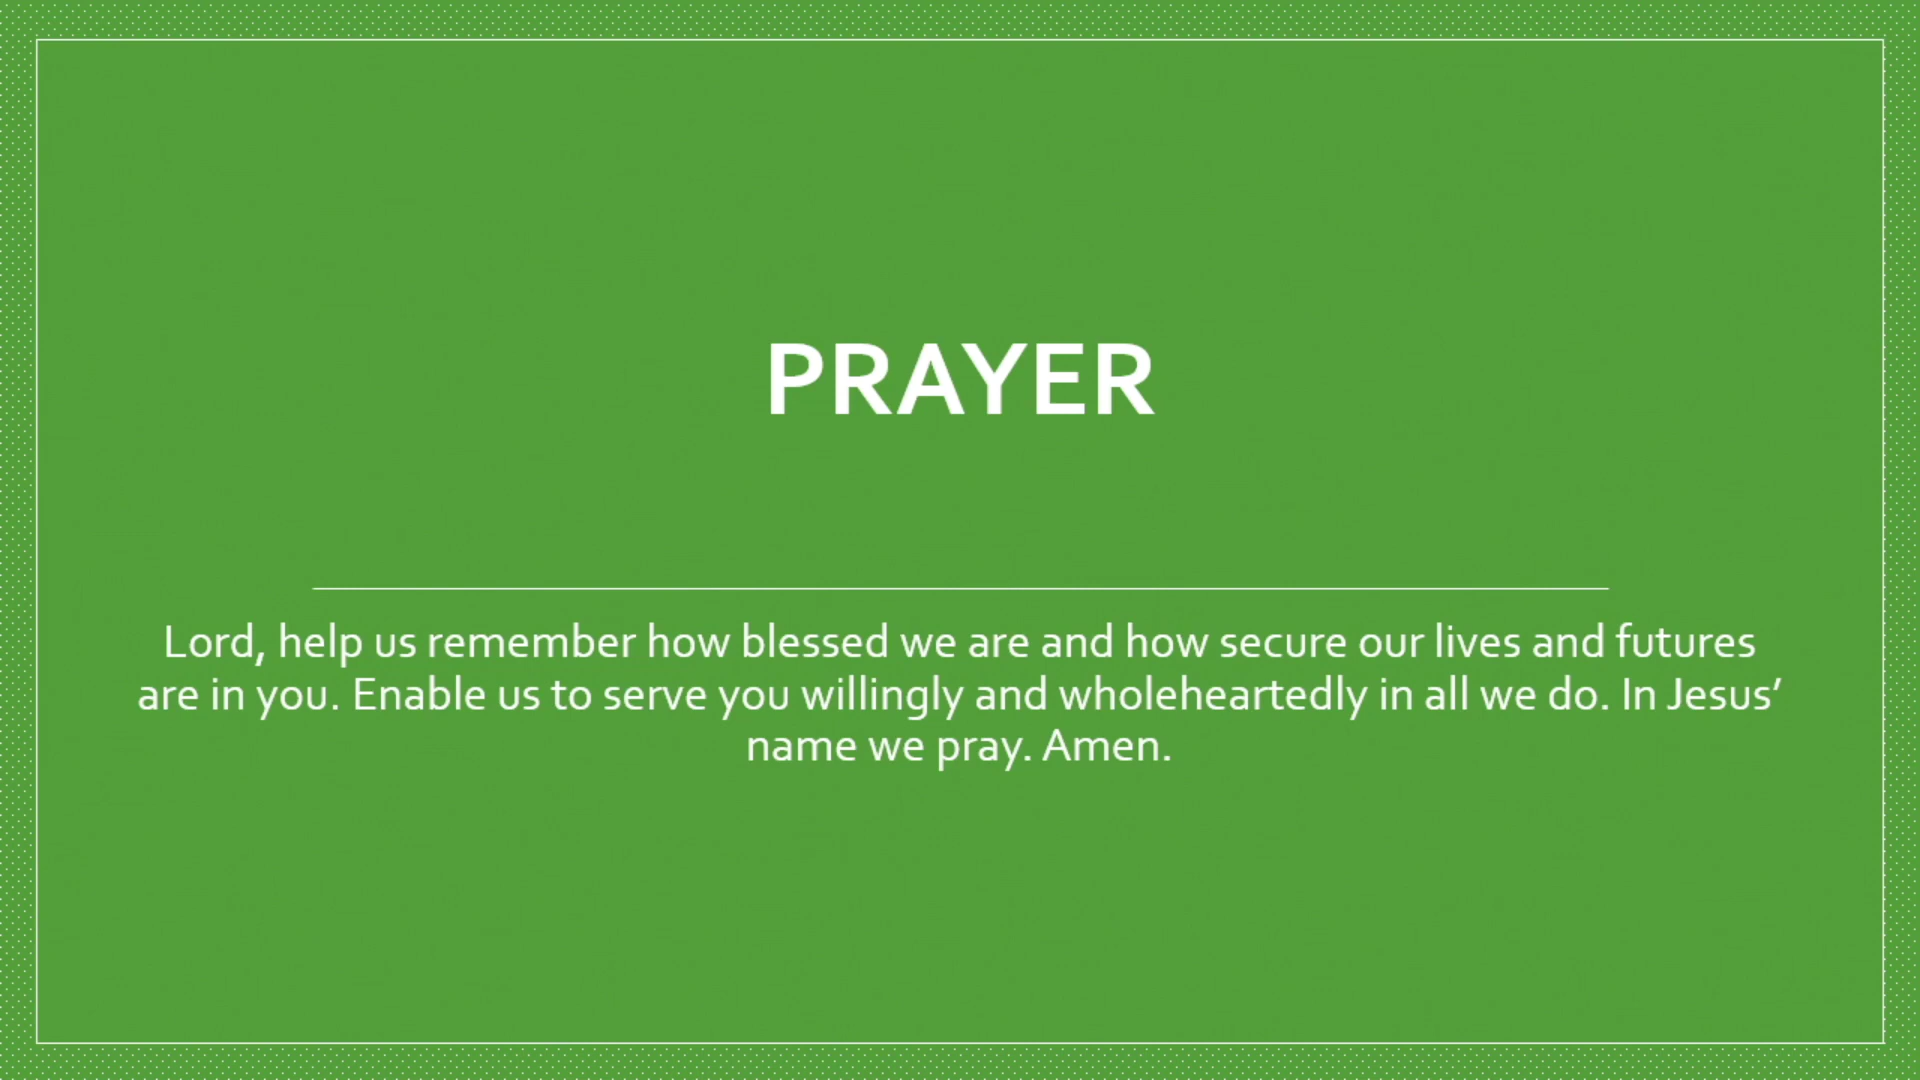 PRAYER
Lord, help us remember how blessed we are and how secure our lives and futures
are in you. Enable us to serve you willingly and wholeheartedly in all we do. In Jesus’
name we pray. Amen.